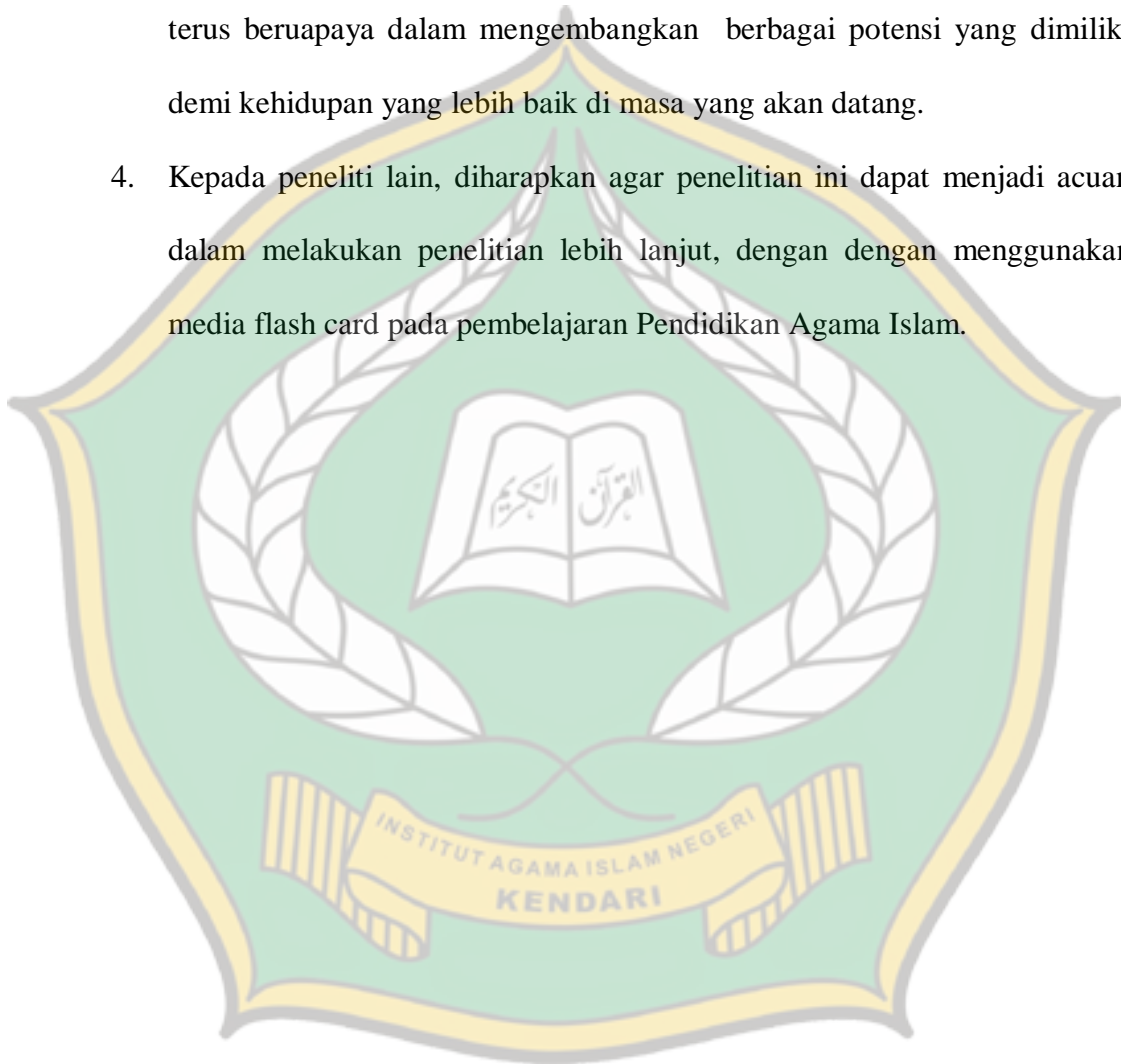 terus beruapaya dalam mengembangkan berbagai potensi yang dimilik
demi kehidupan yang lebih baik di masa yang akan datang.
4. Kepada peneliti lain, diharapkan agar penelitian ini dapat menjadi acuan
dalam melakukan penelitian lebih lanjut, dengan dengan menggunakan
media flash card pada pembelajaran Pendidikan Agama Islam.
القرآن الكريم
INSTITUT AGAMA ISLAM NEGERI
KENDARI